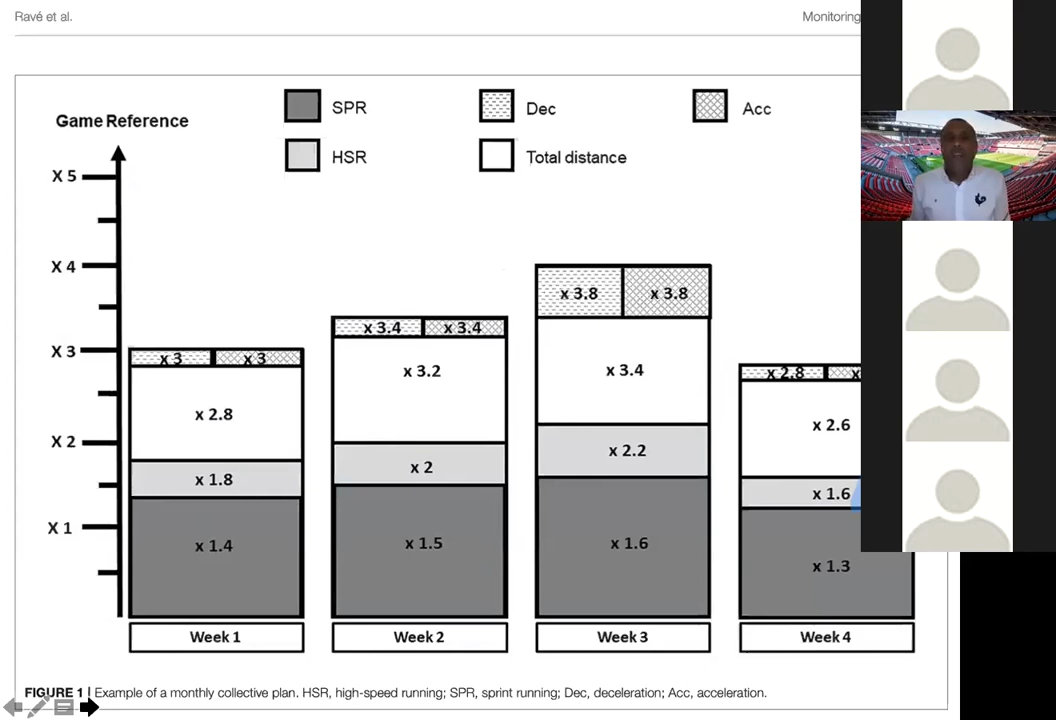 Ravé et al.
Monitoring
Game Reference
SPR
Dec
Acc
HSR
Total distance
X 5
X 4
X 3
X 2
X 1
x 3
x 3
x 2.8
x 1.8
x 1.4
Week 1
x 3.4
x 3.4
x 3.2
x 2
x 1.5
Week 2
x 3.8
x 3.8
x 3.4
x 2.2
x 1.6
Week 3
x 2.8
x
x 2.6
x 1.6
x 1.3
Week 4
FIGURE 1 | Example of a monthly collective plan. HSR, high-speed running; SPR, sprint running; Dec, deceleration; Acc, acceleration.